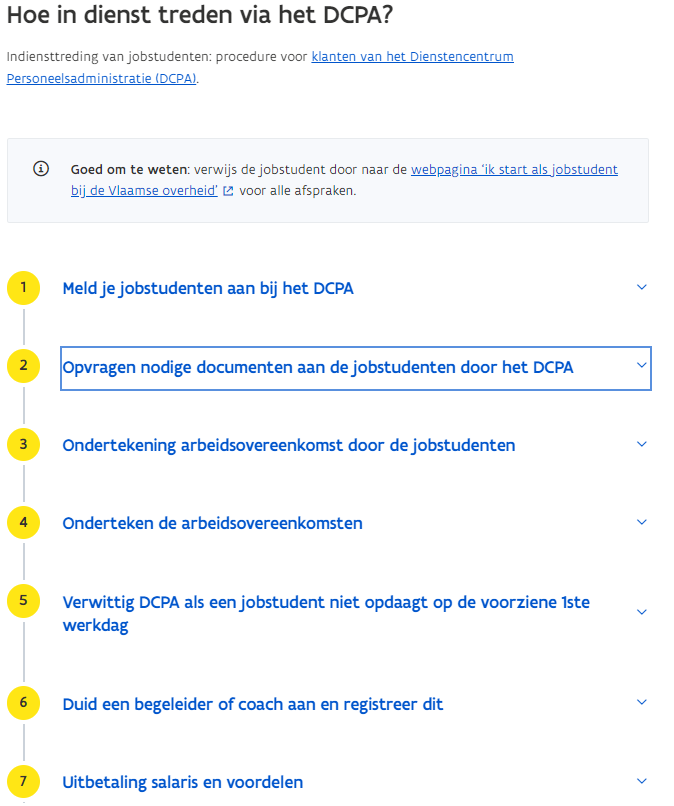 Hoe in dienst treden via het DCPA?
Indiensttreding van jobstudenten: procedure voor klanten van het Dienstencentrum
Personeelsadministratie (DCPA).
Goed om te weten: verwijs de jobstudent door naar de webpagina ‘ik start als jobstudent
bij de Vlaamse overheid’ voor alle afspraken.
1
Meld je jobstudenten aan bij het DCPA
2
Opvragen nodige documenten aan de jobstudenten door het DCPA
3
Ondertekening arbeidsovereenkomst door de jobstudenten
4
Onderteken de arbeidsovereenkomsten
5
Verwittig DCPA als een jobstudent niet opdaagt op de voorziene 1ste
werkdag
6
Duid een begeleider of coach aan en registreer dit
7
Uitbetaling salaris en voordelen